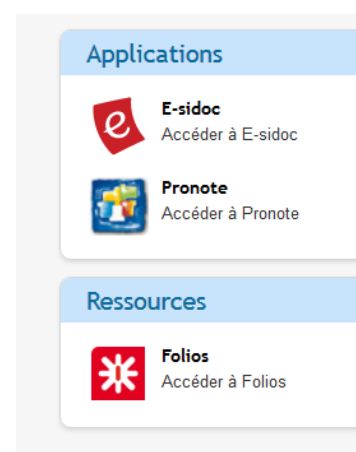 Applications
E-sidoc
Accéder à E-sidoc
Pronote
Accéder à Pronote
Ressources
Folios
Accéder à Folios